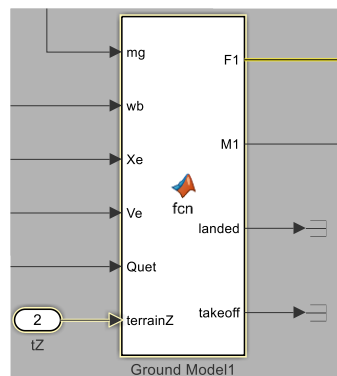 mg
F1
wb
Xe
M1
fcn
Ve
landed
Quet
2
terrainZ
takeoff
tZ
Ground Model1